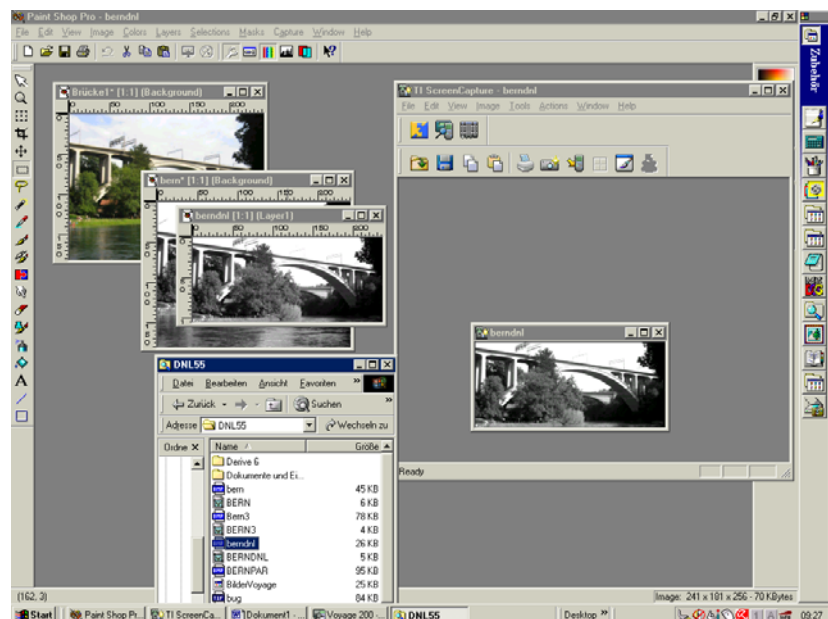 Paint Shop Pro - berndnl
File Edit View Image Colors Layers Selections Masks Capture Window Help
Brücke1* [1:1] (Background)
bern* [1:1] (Background)
berndnl [1:1] (Layer1)
TI ScreenCapture - berndnl
File Edit View Image Tools Actions Window Help
berndnl
Ready
Zubehör
DNL55
Datei Bearbeiten Ansicht Favoriten »
Zurück Suchen »
Adresse DNL55 Wechseln zu
Ordne X Name Größe
Derive 6
Dokumente und Ei...
bern 45 KB
BERN 6 KB
Bern3 78 KB
BERN3 4 KB
berndnl 26 KB
BERNDNL 5 KB
BERNPAR 95 KB
BilderVoyage 25 KB
bug 84 KB
(162, 3) Image: 241 x 181 x 256 - 70 KBytes
Start Paint Shop Pr... TI ScreenCa... Dokument1 - ... Voyage 200 -... DNL55 Desktop » 09:27